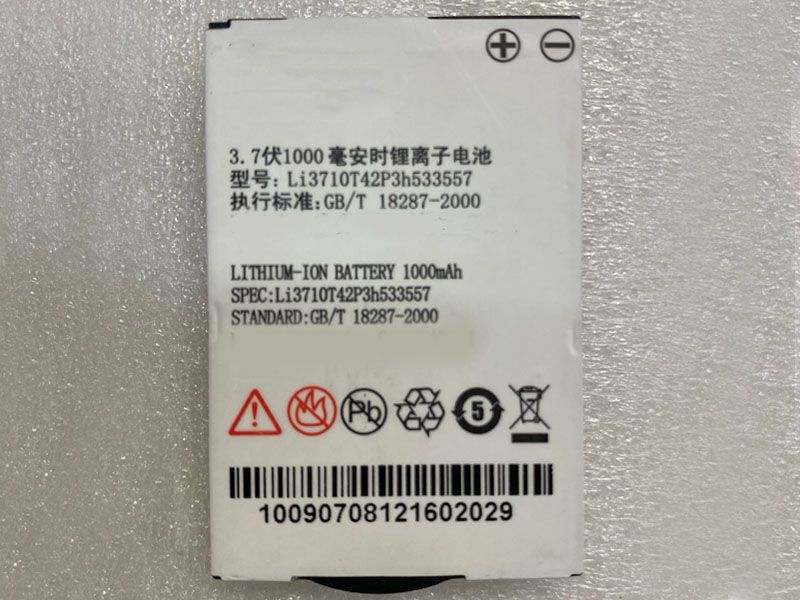 + −
3.7伏1000 毫安时锂离子电池
型号: Li3710T42P3h533557
执行标准:GB/T 18287-2000
LITHIUM-ION BATTERY 1000mAh
SPEC:Li3710T42P3h533557
STANDARD:GB/T 18287-2000
Pb 5
10090708121602029